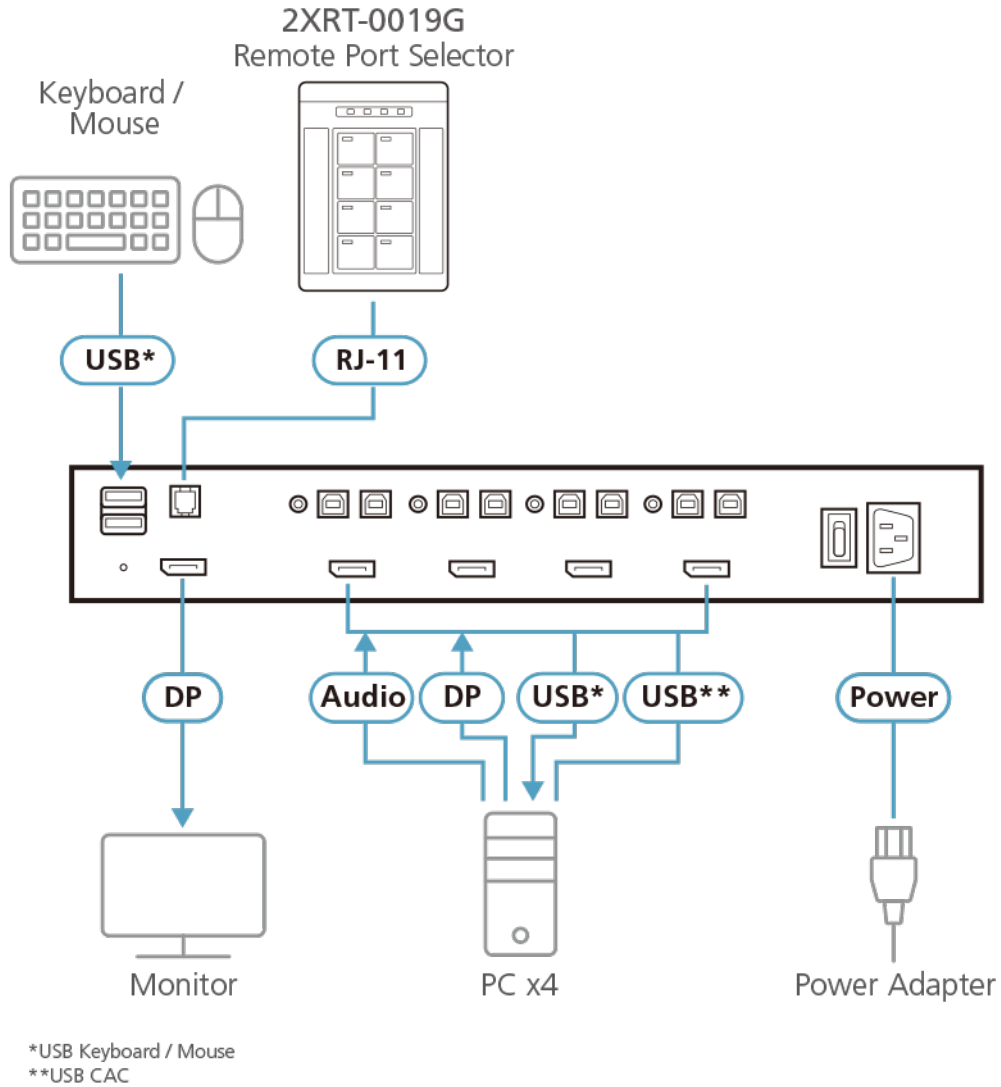 2XRT-0019G
Remote Port Selector
Keyboard /
Mouse
USB*
RJ-11
DP
Audio
DP
USB*
USB**
Power
Monitor
PC x4
Power Adapter
*USB Keyboard / Mouse
**USB CAC